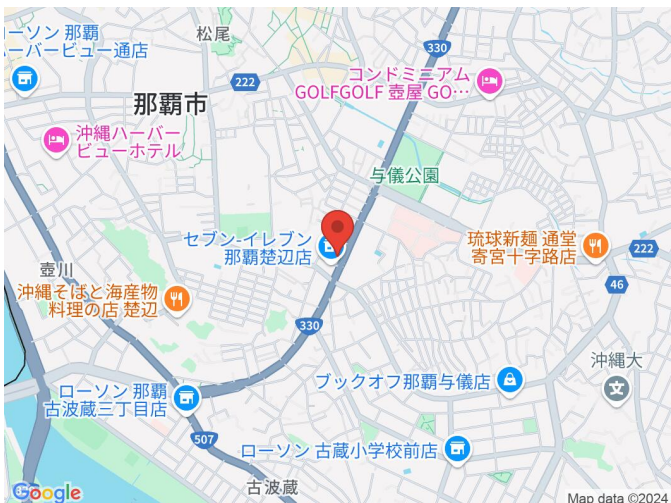 松尾
ローソン 那覇
ハーバービュー通店
330
コンドミニアム
GOLFGOLF 壺屋 GO…
222
那覇市
沖縄ハーバー
ビューホテル
与儀公園
セブン-イレブン
那覇楚辺店
琉球新麺 通堂
寄宮十字路店
222
壺川
46
沖縄そばと海産物
料理の店 楚辺
330
沖縄大
ブックオフ那覇与儀店
ローソン 那覇
古波蔵三丁目店
507
ローソン 古蔵小学校前店
古波蔵
Google
Map data ©2024